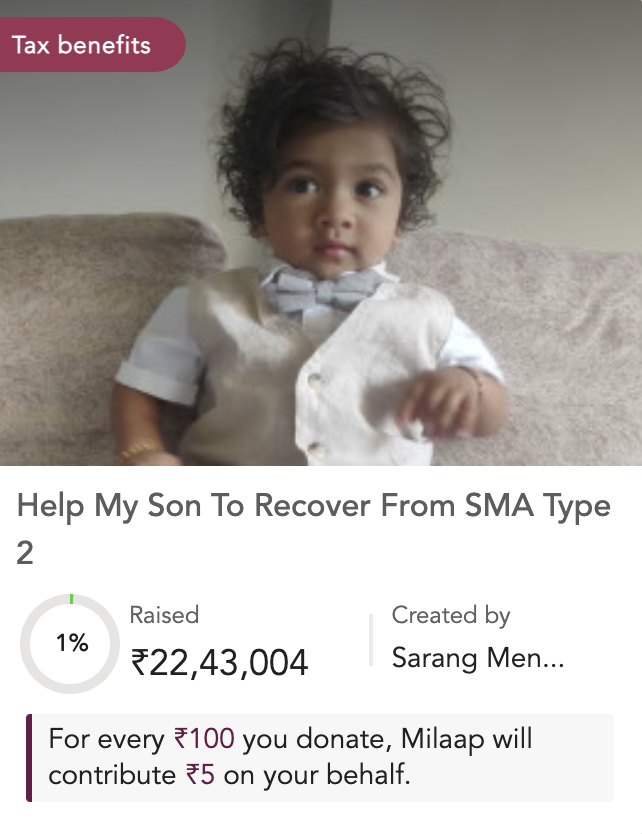 Tax benefits
Help My Son To Recover From SMA Type
2
1%
Raised
₹22,43,004
Created by
Sarang Men...
For every ₹100 you donate, Milaap will
contribute ₹5 on your behalf.